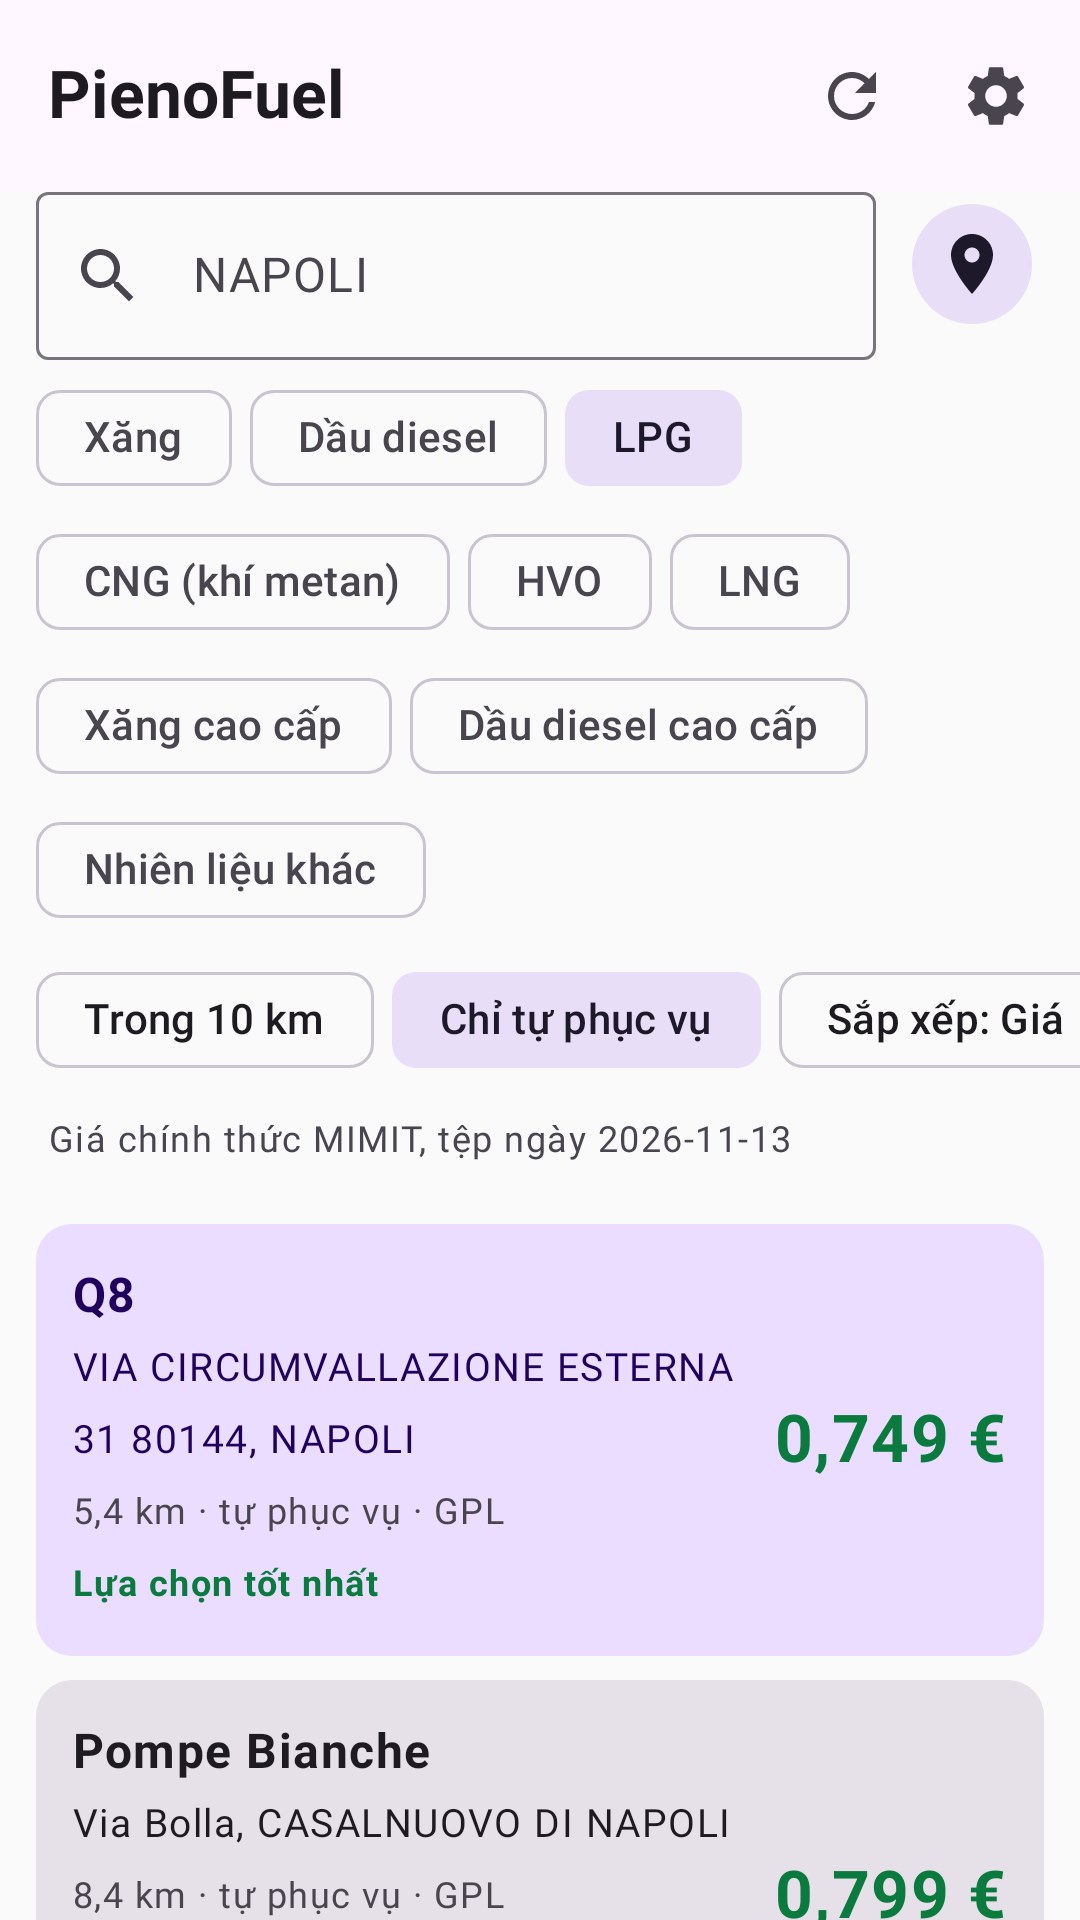 PienoFuel
NAPOLI
Xăng
Dầu diesel
LPG
CNG (khí metan)
HVO
LNG
Xăng cao cấp
Dầu diesel cao cấp
Nhiên liệu khác
Trong 10 km
Chỉ tự phục vụ
Sắp xếp: Giá
Giá chính thức MIMIT, tệp ngày 2026-11-13
Q8
VIA CIRCUMVALLAZIONE ESTERNA
31 80144, NAPOLI
0,749 €
5,4 km · tự phục vụ · GPL
Lựa chọn tốt nhất
Pompe Bianche
Via Bolla, CASALNUOVO DI NAPOLI
8,4 km · tự phục vụ · GPL
0,799 €